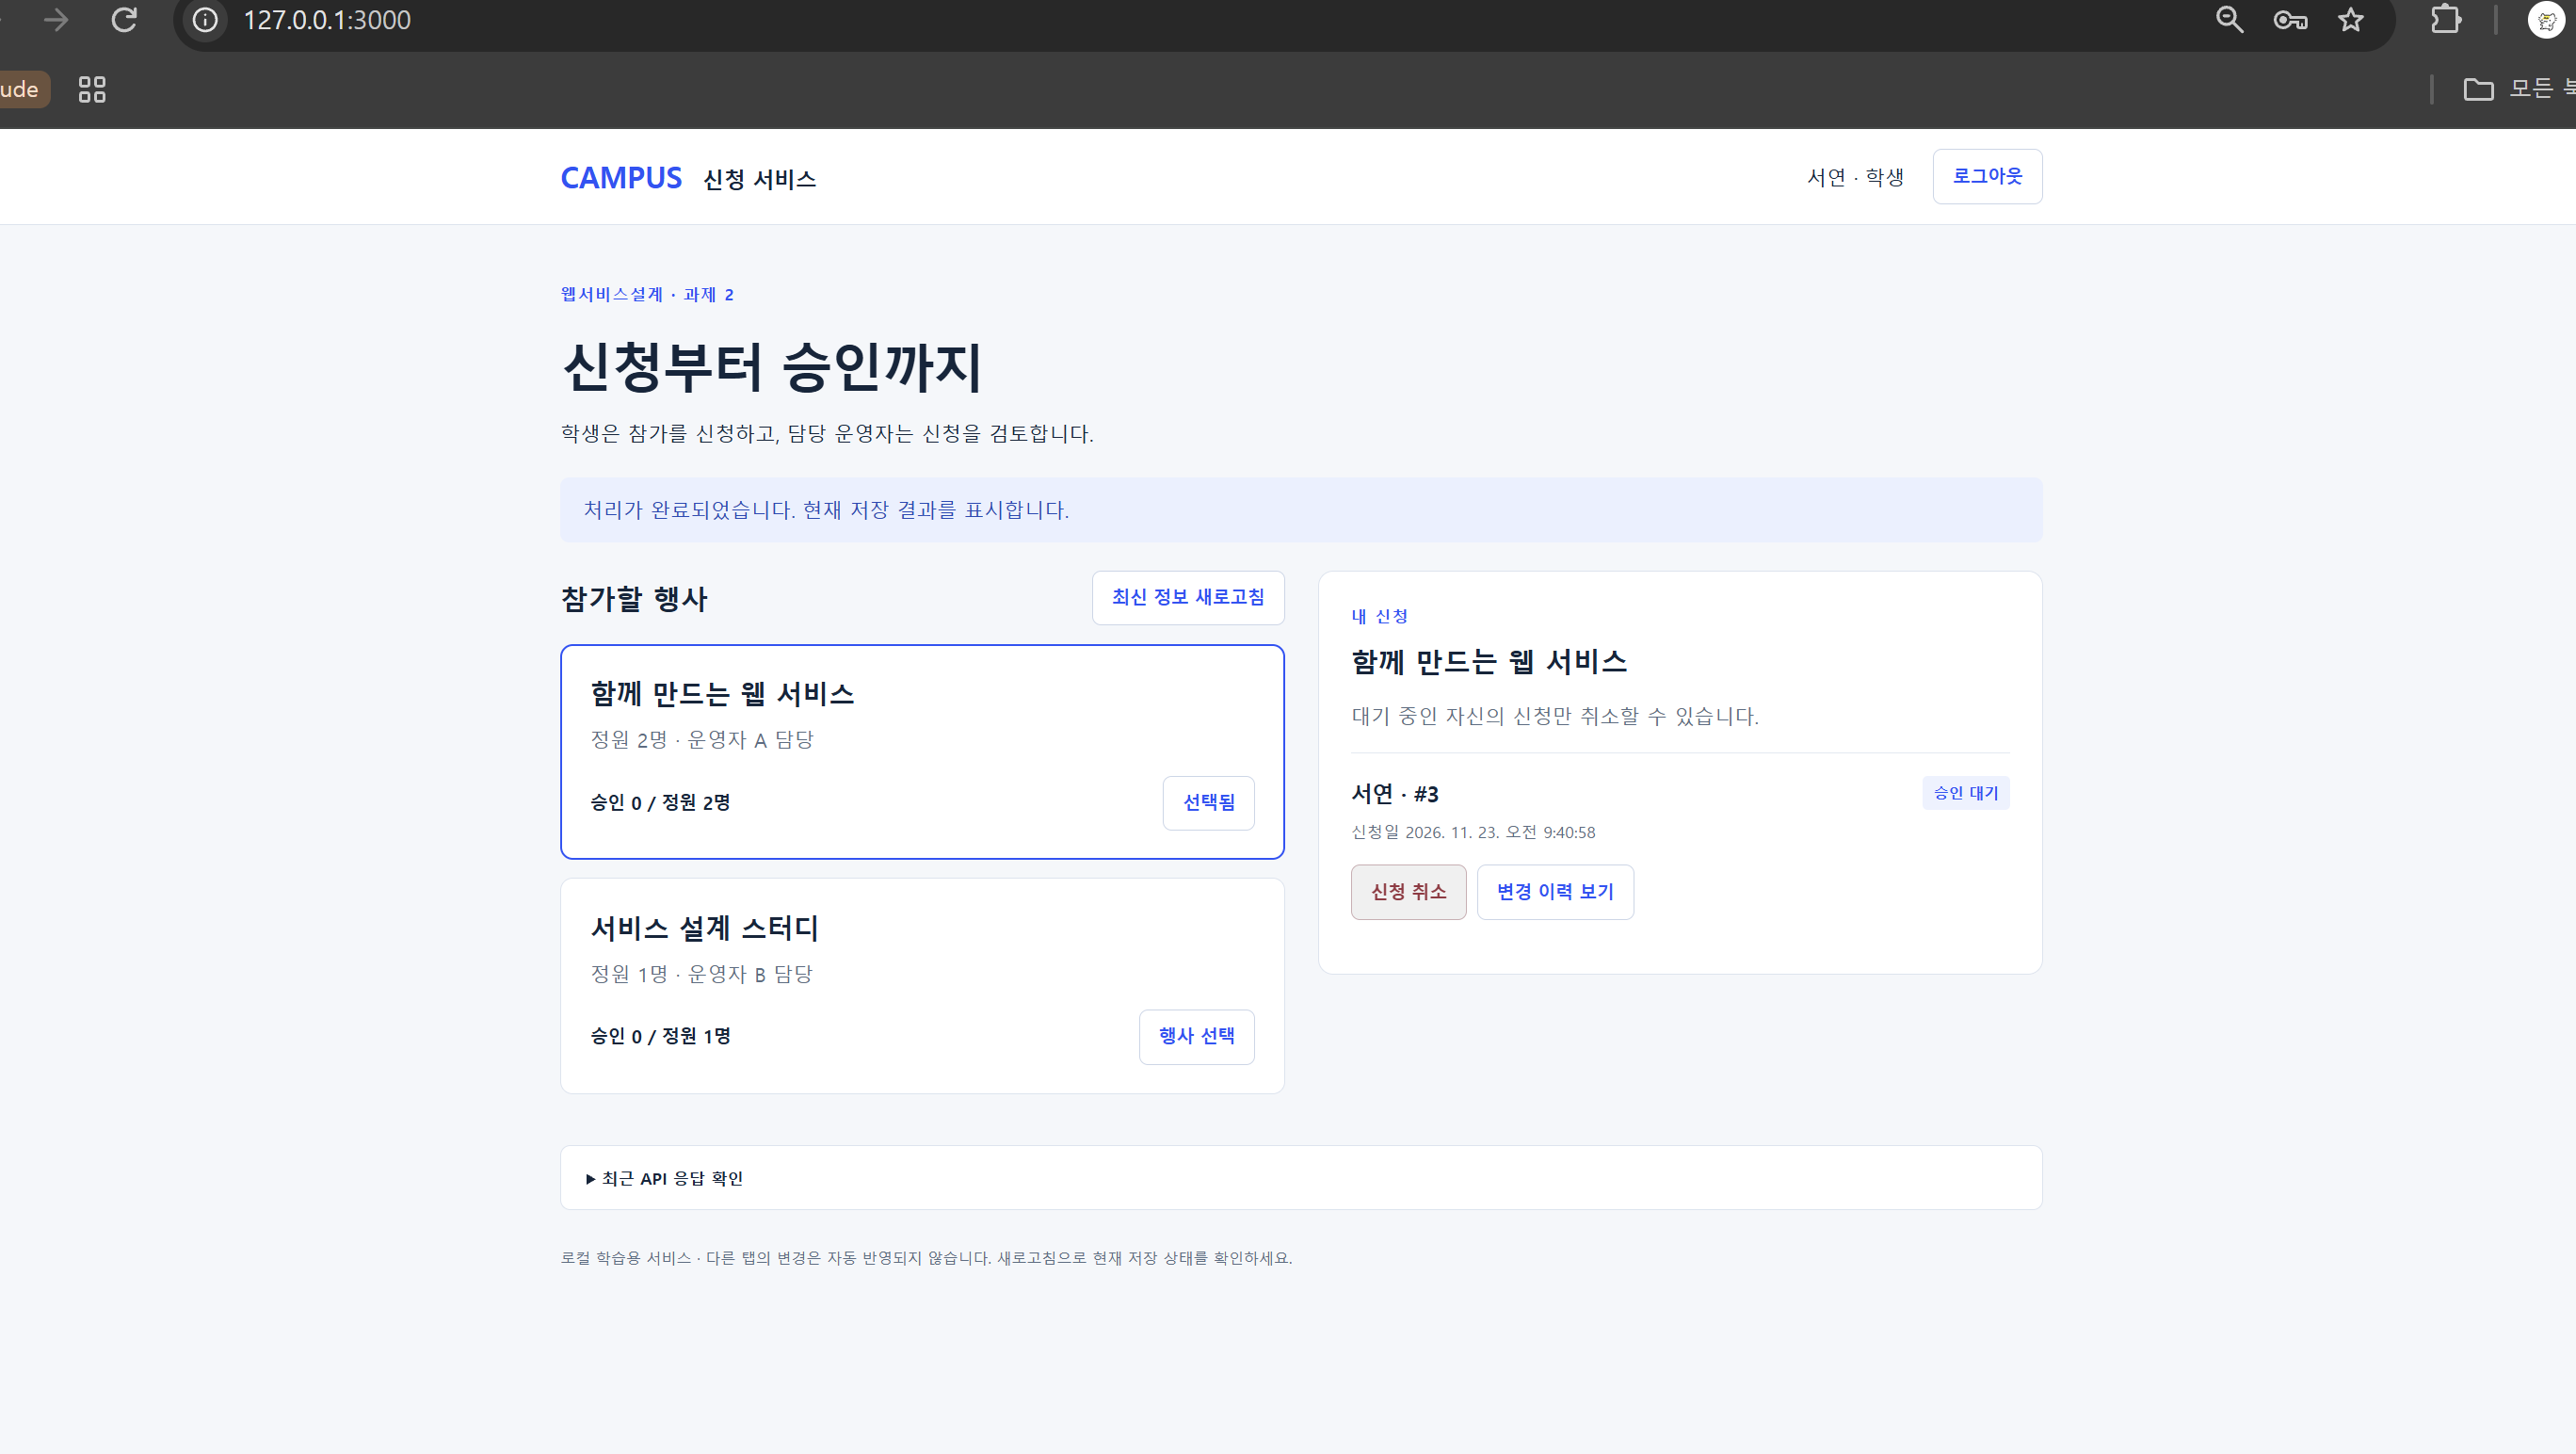 127.0.0.1:3000
ude
모든
CAMPUS 신청 서비스
서연 · 학생
로그아웃
웹서비스설계 · 과제 2
신청부터 승인까지
학생은 참가를 신청하고, 담당 운영자는 신청을 검토합니다.
처리가 완료되었습니다. 현재 저장 결과를 표시합니다.
참가할 행사
최신 정보 새로고침
함께 만드는 웹 서비스
정원 2명 · 운영자 A 담당
승인 0 / 정원 2명
선택됨
서비스 설계 스터디
정원 1명 · 운영자 B 담당
승인 0 / 정원 1명
행사 선택
내 신청
함께 만드는 웹 서비스
대기 중인 자신의 신청만 취소할 수 있습니다.
서연 · #3
승인 대기
신청일 2026. 11. 23. 오전 9:40:58
신청 취소
변경 이력 보기
▶ 최근 API 응답 확인
로컬 학습용 서비스 · 다른 탭의 변경은 자동 반영되지 않습니다. 새로고침으로 현재 저장 상태를 확인하세요.